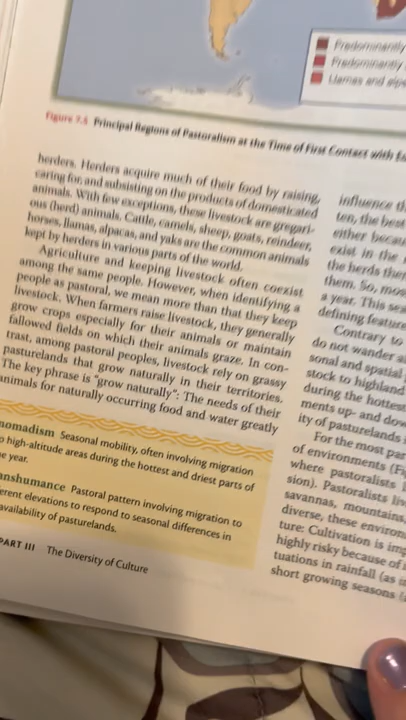 Predominantly
Predominantly
Llamas and alpa
Figure 7.5 Principal Regions of Pastoralism at the Time of First Contact with
herders. Herders acquire much of their food by raising,
caring for, and subsisting on the products of domesticated
animals. With few exceptions, these livestock are gregari-
ous (herd) animals. Cattle, camels, sheep, goats, reindeer,
horses, llamas, alpacas, and yaks are the common animals
kept by herders in various parts of the world.
Agriculture and keeping livestock often coexist
among the same people. However, when identifying a
people as pastoral, we mean more than that they keep
livestock. When farmers raise livestock, they generally
grow crops especially for their animals or maintain
fallowed fields on which their animals graze. In con-
trast, among pastoral peoples, livestock rely on grassy
pasturelands that grow naturally in their territories.
The key phrase is "grow naturally": The needs of their
animals for naturally occurring food and water greatly
nomadism Seasonal mobility, often involving migration
o high-altitude areas during the hottest and driest parts of
e year.
anshumance Pastoral pattern involving migration to
erent elevations to respond to seasonal differences in
availability of pasturelands.
PART III The Diversity of Culture
influence th
ten, the best
either becau
exist in the
the herds the
them. So, mos
a year. This sea
defining feature
Contrary to
do not wander a
sonal and spatial
stock to highland
during the hottest
ments up- and dow
ity of pasturelands
For the most par
of environments (Fi
where pastoralists
sion). Pastoralists liv
savannas, mountains,
diverse, these environ
ture: Cultivation is imp
highly risky because of
tuations in rainfall (as i
short growing seasons